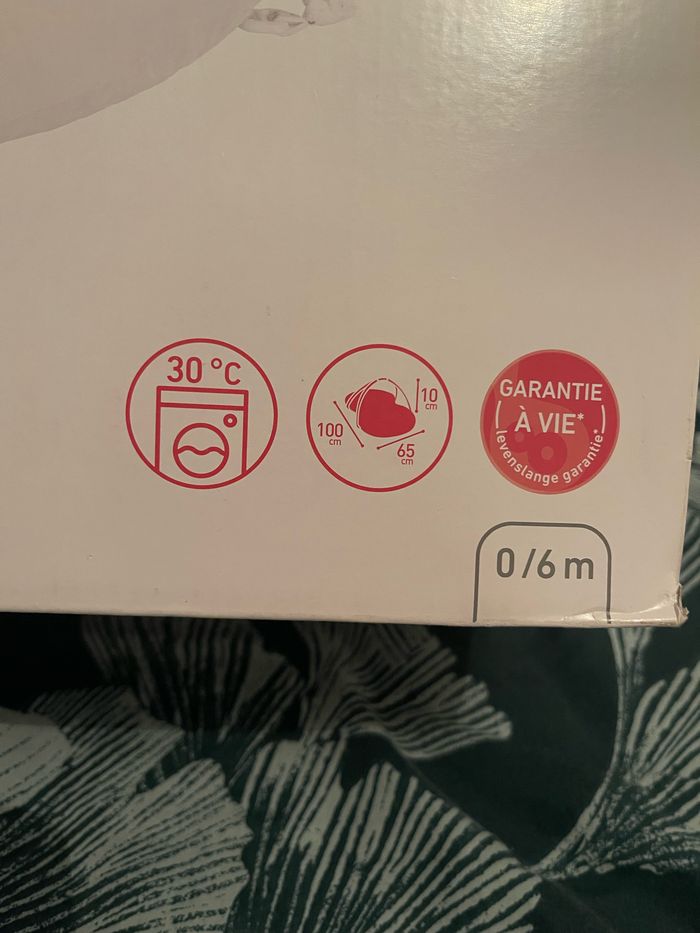 30 °C
10
cm
100
cm
65
cm
GARANTIE
À VIE*
levenslange garantie*
0/6 m